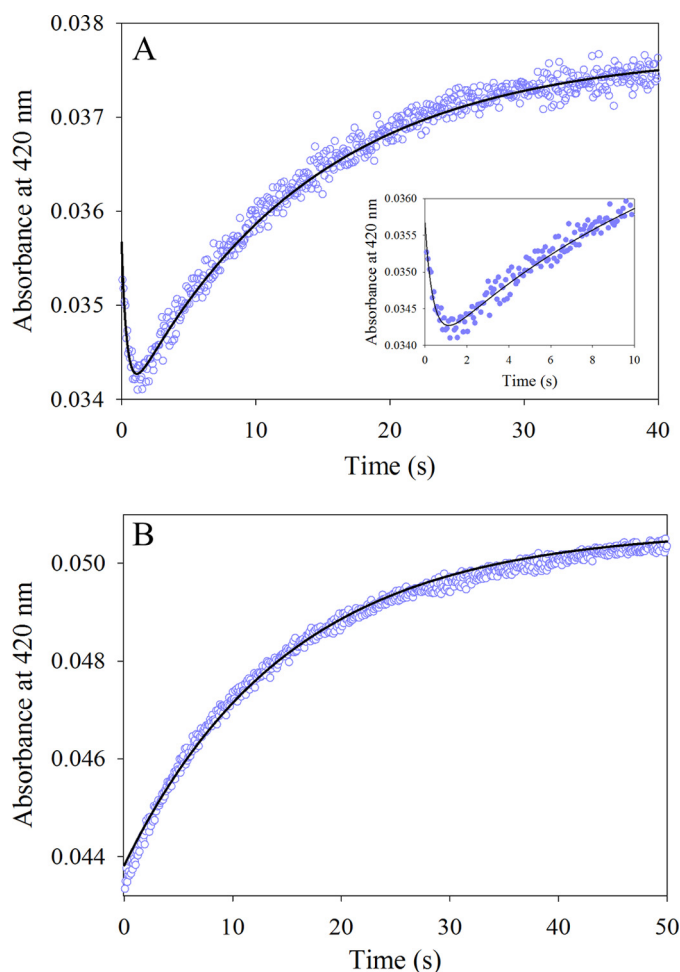 A
Absorbance at 420 nm
0.038
0.037
0.036
0.035
0.034
0 10 20 30 40
Time (s)
Absorbance at 420 nm
0.0360
0.0355
0.0350
0.0345
0.0340
0 2 4 6 8 10
Time (s)
B
Absorbance at 420 nm
0.050
0.048
0.046
0.044
0 10 20 30 40 50
Time (s)